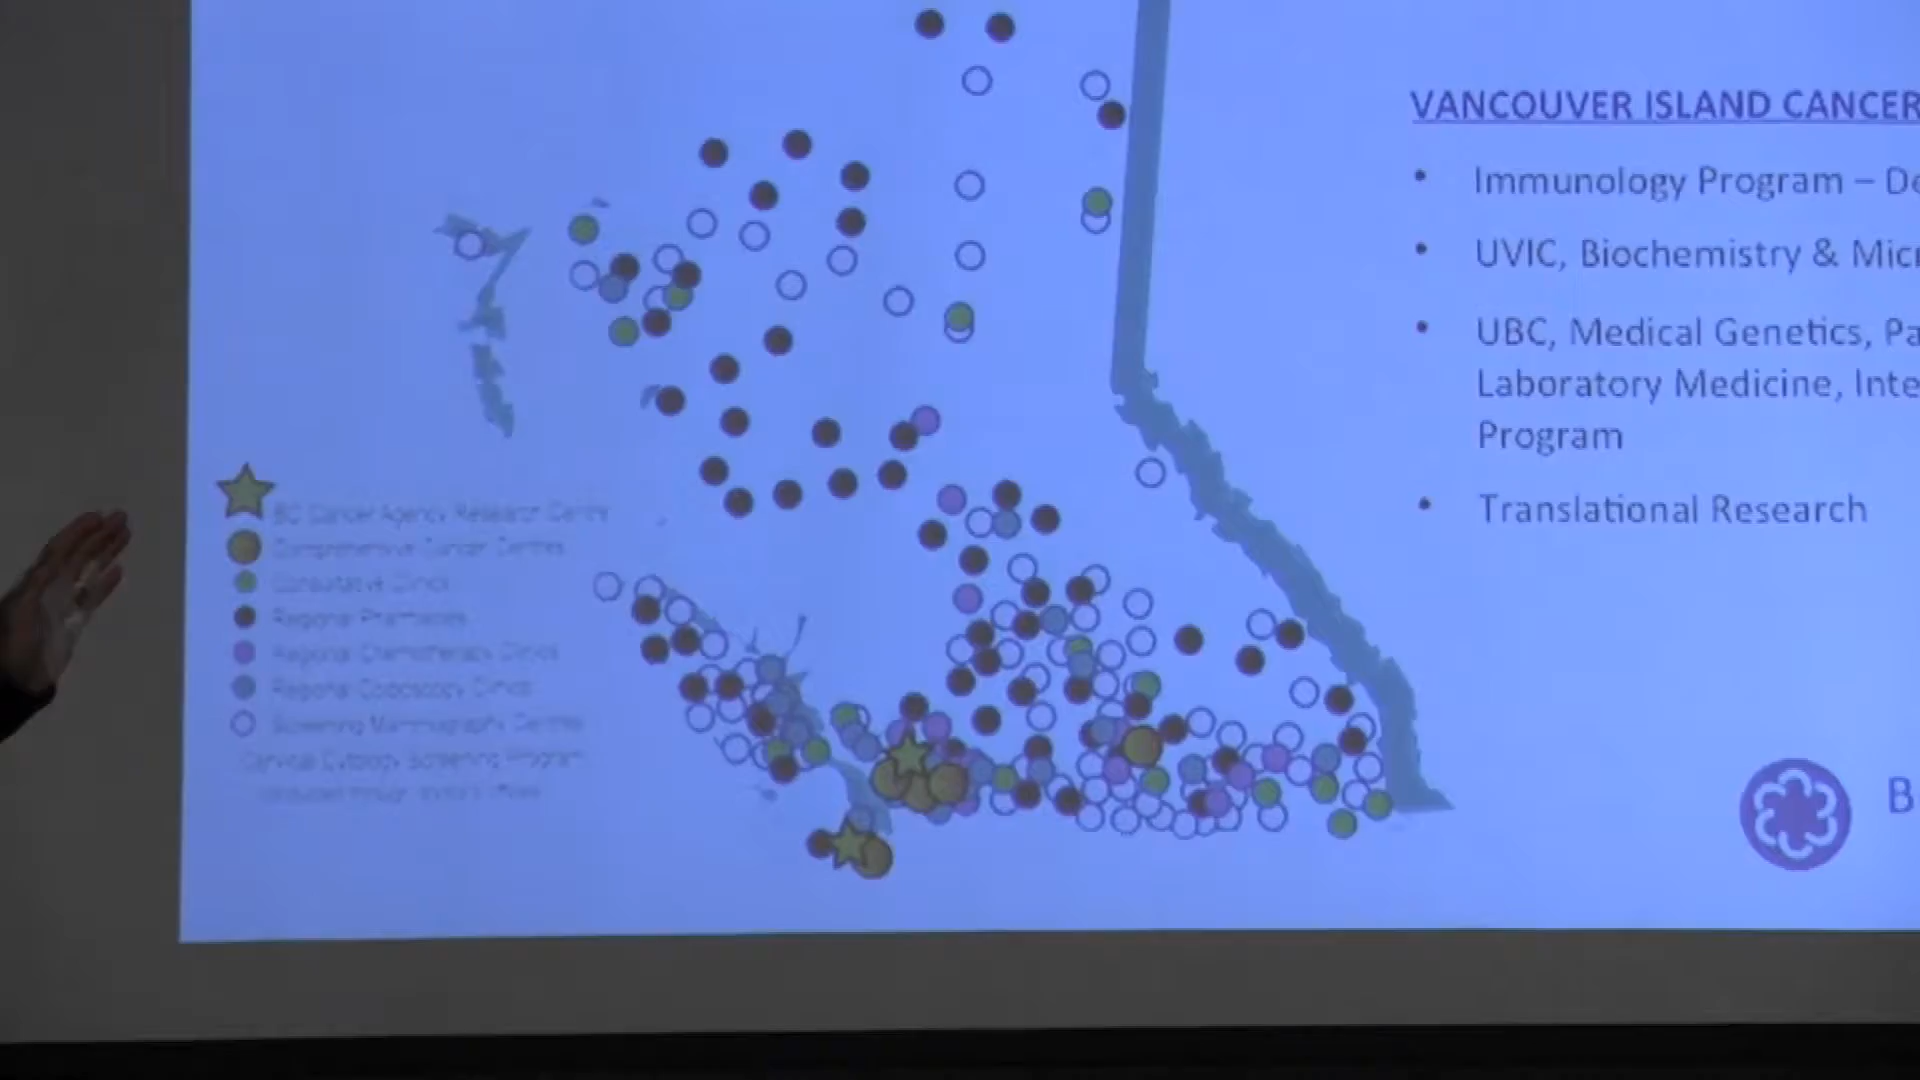 VANCOUVER ISLAND CANCER
• Immunology Program – De
• UVIC, Biochemistry & Micr
• UBC, Medical Genetics, Pa
Laboratory Medicine, Inte
Program
• Translational Research
BC Cancer Agency Research Centre
Comprehensive Cancer Centres
Consultative Clinics
Regional Pharmacies
Regional Chemotherapy Clinics
Regional Colposcopy Clinics
Screening Mammography Centres
Cervical Cytology Screening Program
B